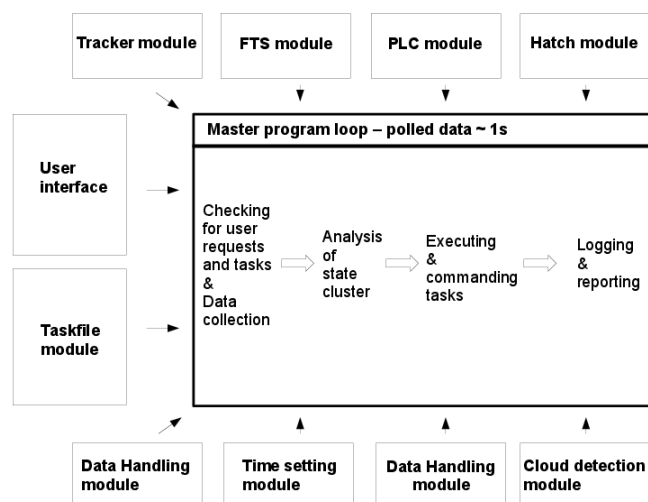 Tracker module
FTS module
PLC module
Hatch module
Master program loop – polled data ~ 1s
User
interface
Taskfile
module
Checking
for user
requests
and tasks
&
Data
collection
Analysis
of
state
cluster
Executing
&
commanding
tasks
Logging
&
reporting
Data Handling
module
Time setting
module
Data Handling
module
Cloud detection
module